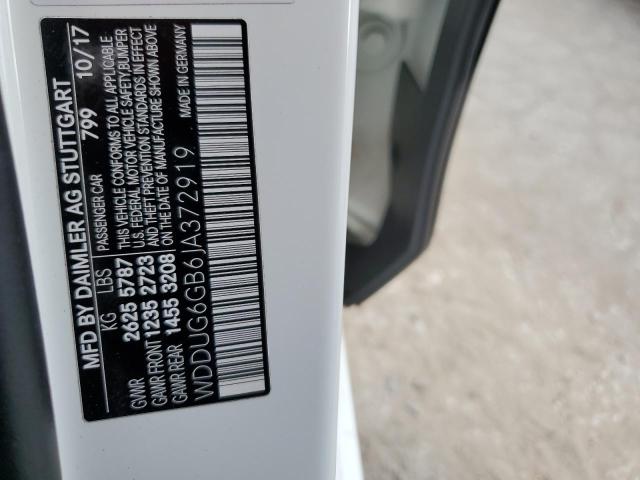 MFD BY DAIMLER AG STUTTGART
PASSENGER CAR 799 10/17
KG LBS
GVWR 2625 5787
GAWR FRONT 1235 2723
GAWR REAR 1455 3208
THIS VEHICLE CONFORMS TO ALL APPLICABLE
U.S. FEDERAL MOTOR VEHICLE SAFETY, BUMPER
AND THEFT PREVENTION STANDARDS IN EFFECT
ON THE DATE OF MANUFACTURE SHOWN ABOVE
WDDUG6GB6JA372919 MADE IN GERMANY